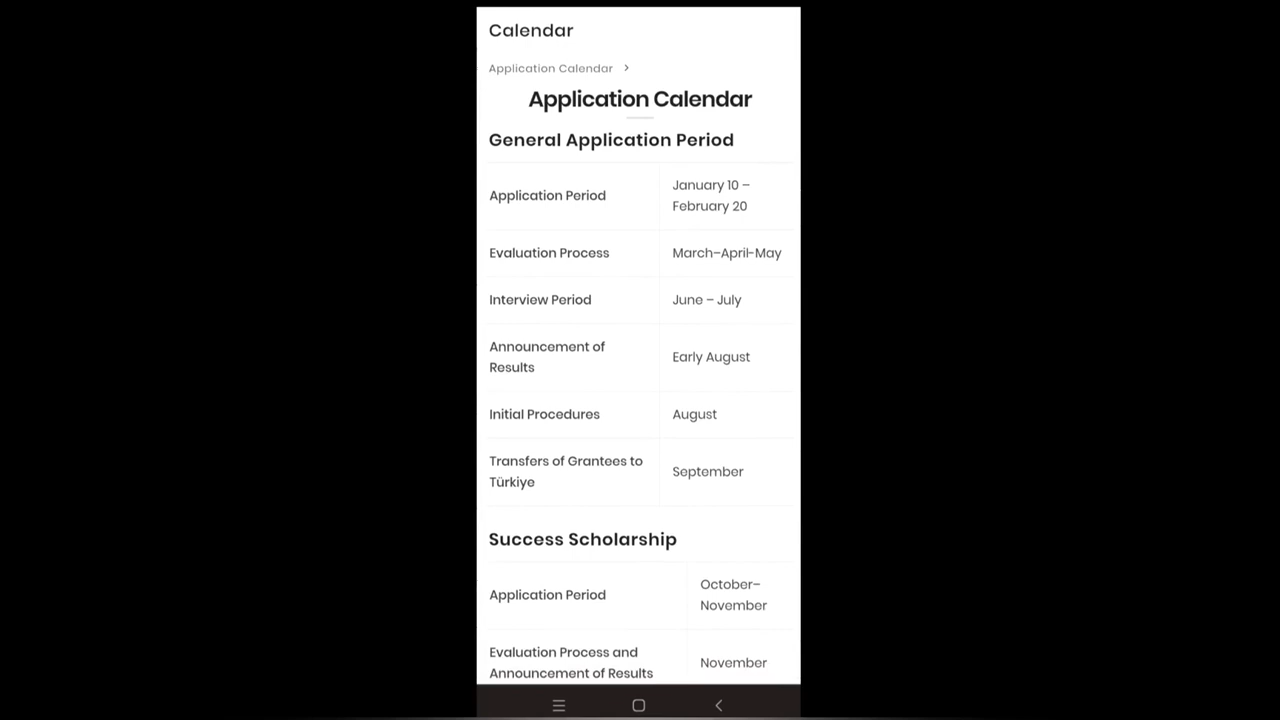 Calendar
Application Calendar >
Application Calendar
General Application Period
Application Period
January 10 –
February 20
Evaluation Process
March–April-May
Interview Period
June – July
Announcement of
Results
Early August
Initial Procedures
August
Transfers of Grantees to
Türkiye
September
Success Scholarship
Application Period
October–
November
Evaluation Process and
Announcement of Results
November